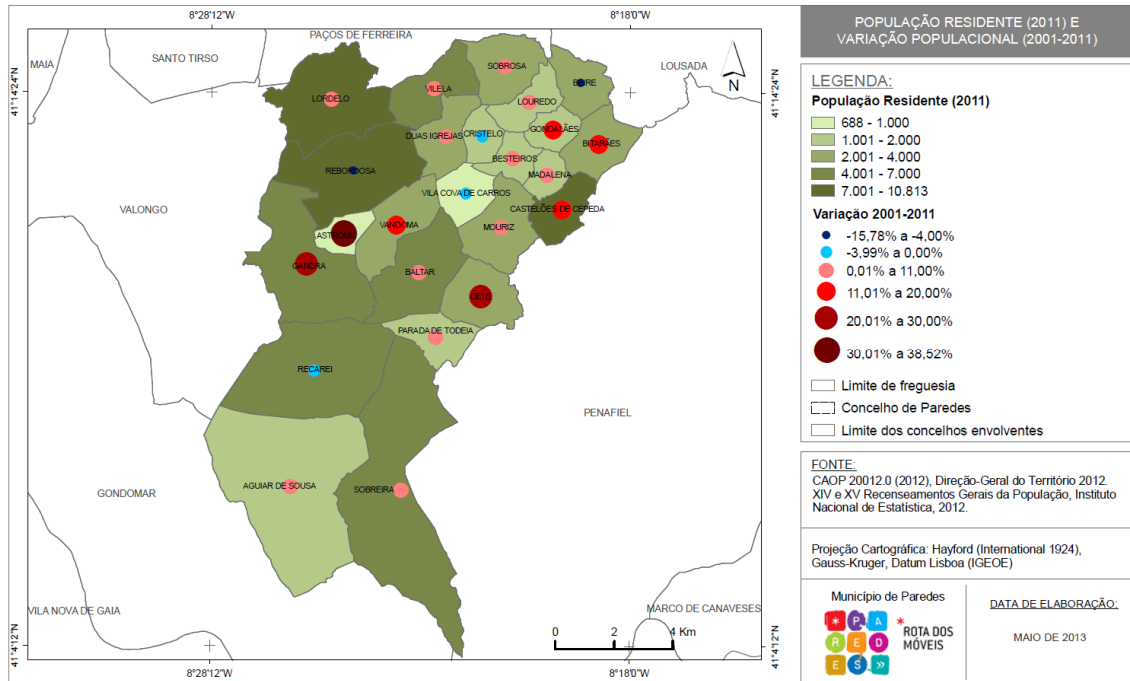 8°28'12"W
8°18'0"W
POPULAÇÃO RESIDENTE (2011) E
VARIAÇÃO POPULACIONAL (2001-2011)
PAÇOS DE FERREIRA
SANTO TIRSO
MAIA
LOUSADA
N
41°14'24"N
41°14'24"N
SOBROSA
BEIRE
VILELA
LORDELO
LOUREDO
DUAS IGREJAS
CRISTELO
GONDALÃES
BITARÃES
BESTEIROS
MADALENA
REBORDOSA
VILA COVA DE CARROS
CASTELÕES DE CEPEDA
VALONGO
ASTROMIL
VANDOMA
MOURIZ
GANDRA
BALTAR
CETE
PARADA DE TODEIA
RECAREI
PENAFIEL
AGUIAR DE SOUSA
SOBREIRA
GONDOMAR
VILA NOVA DE GAIA
MARCO DE CANAVESES
0 2 4 Km
41°4'12"N
41°4'12"N
8°28'12"W
8°18'0"W
LEGENDA:
População Residente (2011)
688 - 1.000
1.001 - 2.000
2.001 - 4.000
4.001 - 7.000
7.001 - 10.813
Variação 2001-2011
-15,78% a -4,00%
-3,99% a 0,00%
0,01% a 11,00%
11,01% a 20,00%
20,01% a 30,00%
30,01% a 38,52%
Limite de freguesia
Concelho de Paredes
Limite dos concelhos envolventes
FONTE:
CAOP 20012.0 (2012), Direção-Geral do Território 2012.
XIV e XV Recenseamentos Gerais da População, Instituto
Nacional de Estatística, 2012.
Projeção Cartográfica: Hayford (International 1924),
Gauss-Kruger, Datum Lisboa (IGEOE)
Município de Paredes
* P A
R E D
E S »
* ROTA DOS
MÓVEIS
DATA DE ELABORAÇÃO:
MAIO DE 2013